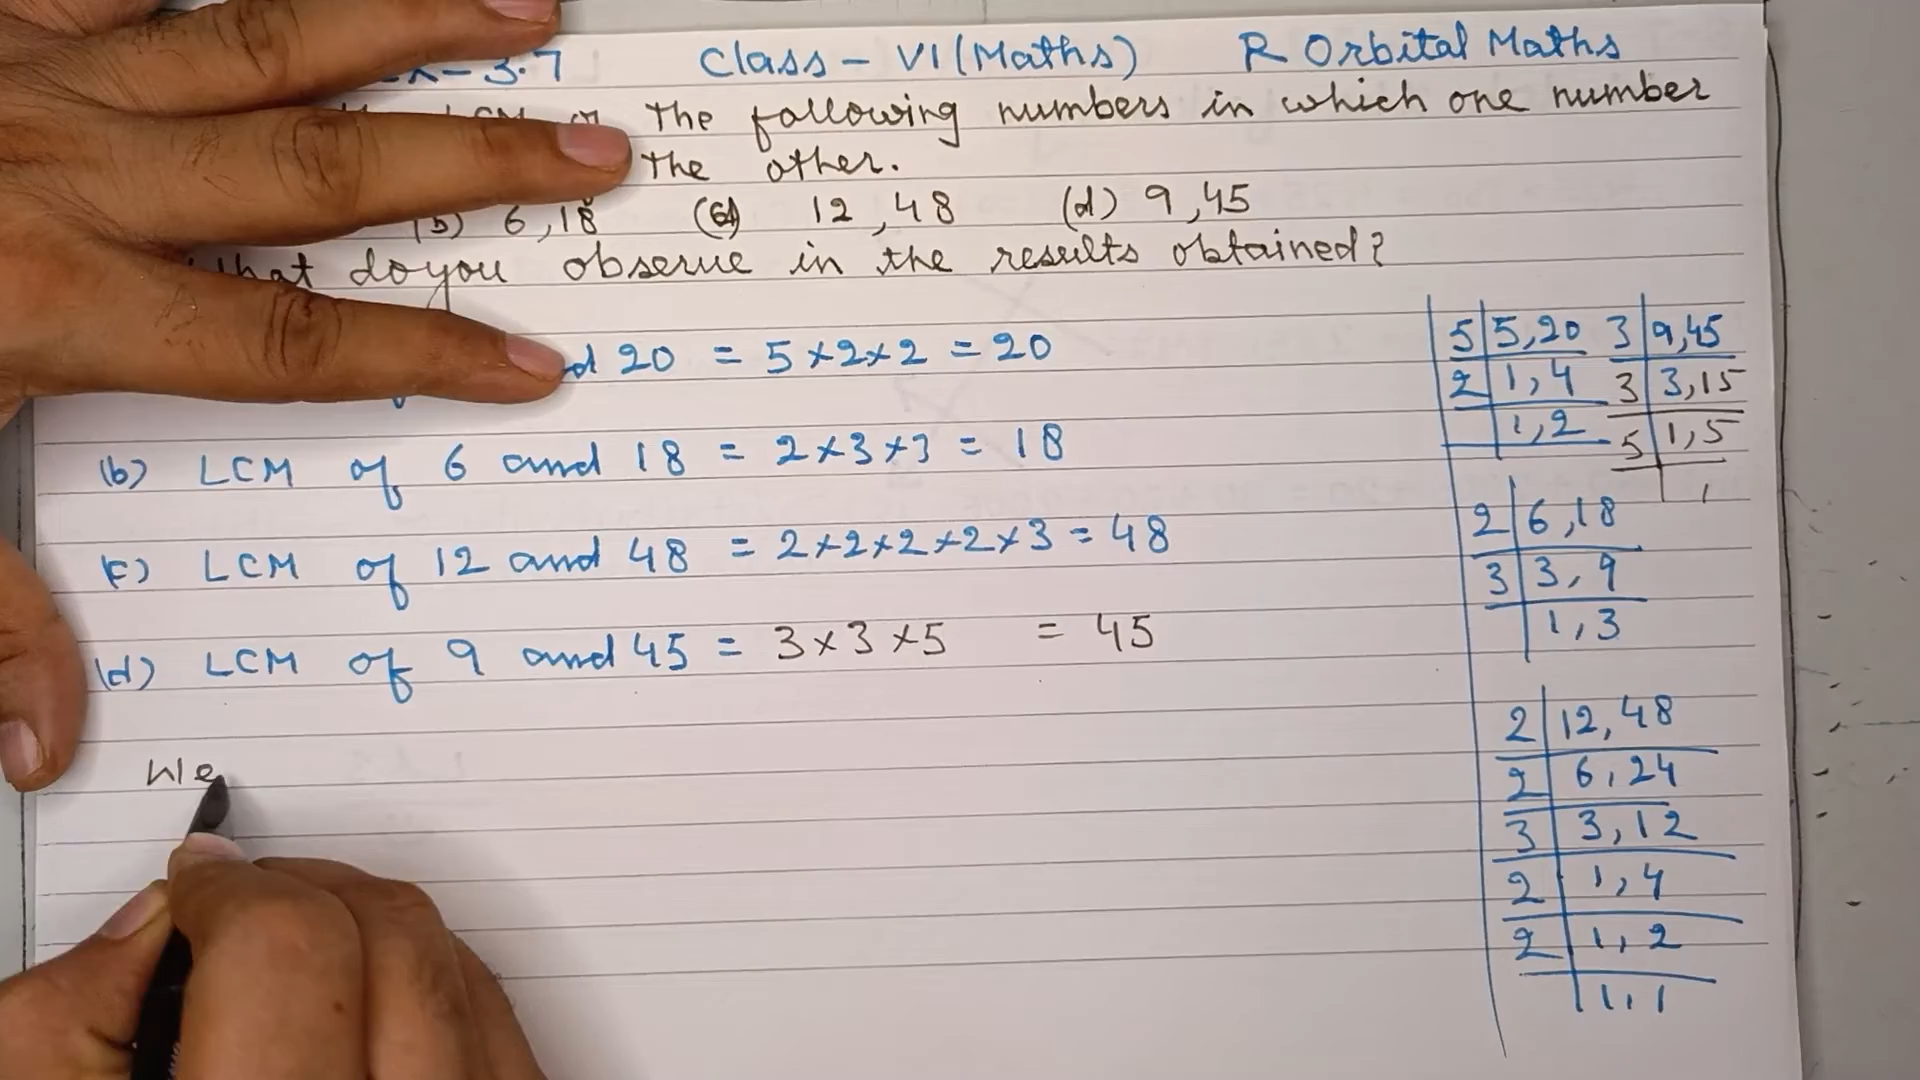 3.7 Class - VI (Maths) R Orbital Maths
LCM of the following numbers in which one number
the other.
(b) 6,18 (c) 12,48 (d) 9,45
What do you observe in the results obtained?
20 = 5×2×2 = 20
(b) LCM of 6 and 18 = 2×3×3 = 18
(c) LCM of 12 and 48 = 2×2×2×2×3 = 48
(d) LCM of 9 and 45 = 3×3×5 = 45
We
5 5,20
2 1,4
1,2
3 9,45
3 3,15
5 1,5
1
2 6,18
3 3,9
1,3
2 12,48
2 6,24
3 3,12
2 1,4
2 1,2
1,1